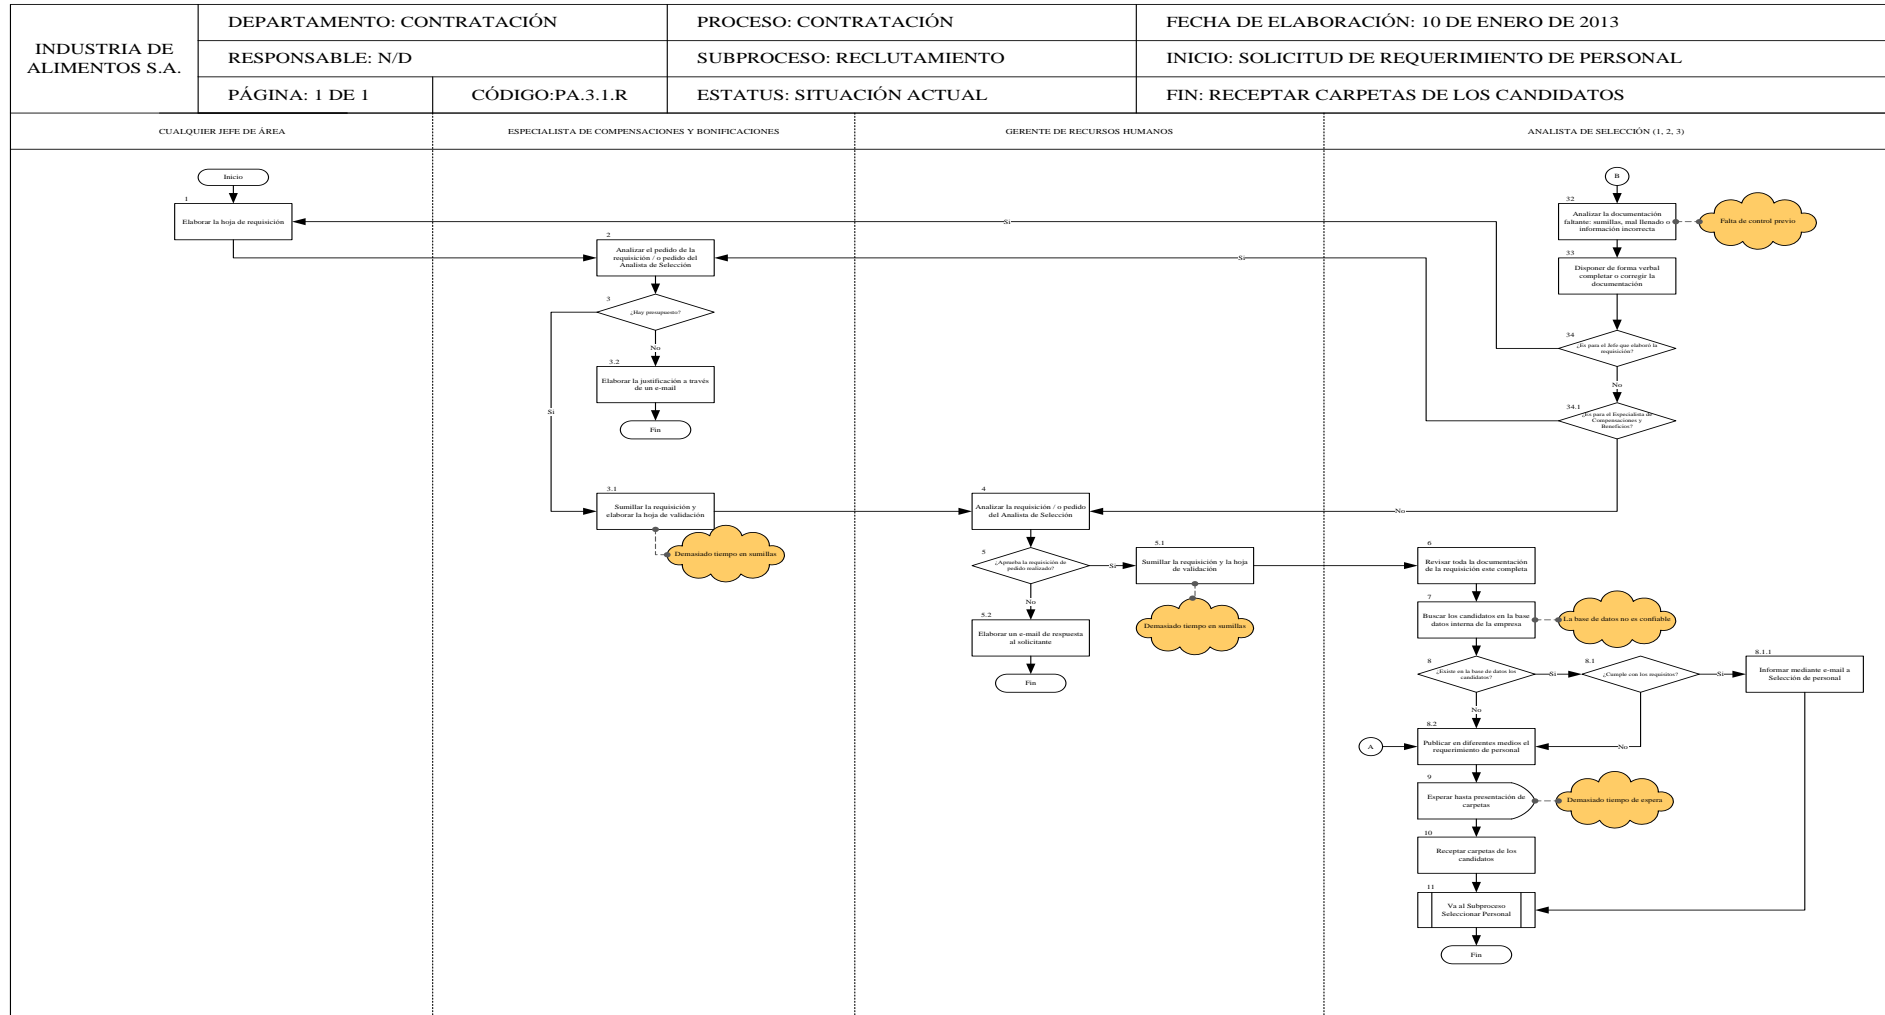 INDUSTRIA DE
ALIMENTOS S.A.
DEPARTAMENTO: CONTRATACIÓN
PROCESO: CONTRATACIÓN
FECHA DE ELABORACIÓN: 10 DE ENERO DE 2013
RESPONSABLE: N/D
SUBPROCESO: RECLUTAMIENTO
INICIO: SOLICITUD DE REQUERIMIENTO DE PERSONAL
PÁGINA: 1 DE 1
CÓDIGO:PA.3.1.R
ESTATUS: SITUACIÓN ACTUAL
FIN: RECEPTAR CARPETAS DE LOS CANDIDATOS
CUALQUIER JEFE DE ÁREA
ESPECIALISTA DE COMPENSACIONES Y BONIFICACIONES
GERENTE DE RECURSOS HUMANOS
ANALISTA DE SELECCIÓN (1, 2, 3)
Inicio
1
Elaborar la hoja de requisición
2
Analizar el pedido de la
requisición / o pedido del
Analista de Selección
3
¿Hay presupuesto?
No
3.2
Elaborar la justificación a través
de un e-mail
Fin
Si
3.1
Sumillar la requisición y
elaborar la hoja de validación
Demasiado tiempo en sumillas
4
Analizar la requisición / o pedido
del Analista de Selección
5
¿Aprueba la requisición de
pedido realizado?
Si
No
5.2
Elaborar un e-mail de respuesta
al solicitante
Fin
5.1
Sumillar la requisición y la hoja
de validación
Demasiado tiempo en sumillas
B
32
Analizar la documentación
faltante: sumillas, mal llenado o
información incorrecta
Falta de control previo
33
Disponer de forma verbal
completar o corregir la
documentación
34
¿Es para el Jefe que elaboró la
requisición?
Si
No
34.1
¿Es para el Especialista de
Compensaciones y
Beneficios?
Si
No
6
Revisar toda la documentación
de la requisición este completa
7
Buscar los candidatos en la base
datos interna de la empresa
La base de datos no es confiable
8
¿Existe en la base de datos los
candidatos?
Si
8.1
¿Cumple con los requisitos?
Si
8.1.1
Informar mediante e-mail a
Selección de personal
No
No
8.2
Publicar en diferentes medios el
requerimiento de personal
A
9
Esperar hasta presentación de
carpetas
Demasiado tiempo de espera
10
Receptar carpetas de los
candidatos
11
Va al Subproceso
Seleccionar Personal
Fin